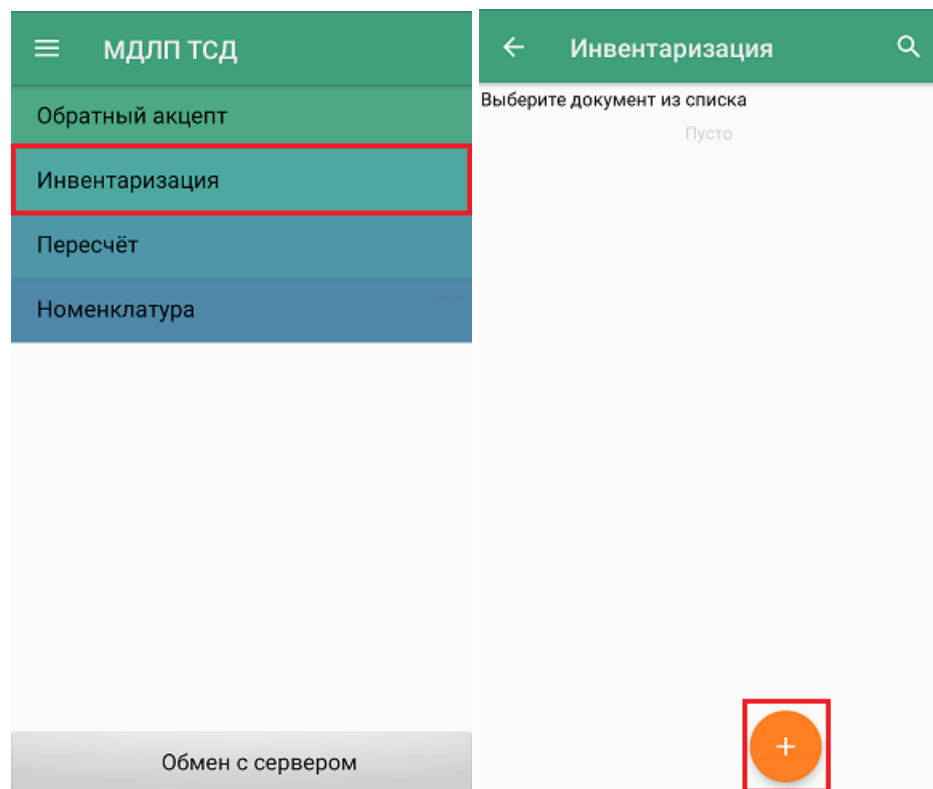 МДЛП ТСД
Обратный акцепт
Инвентаризация
Пересчёт
Номенклатура
Обмен с сервером
Инвентаризация
Выберите документ из списка
Пусто
+